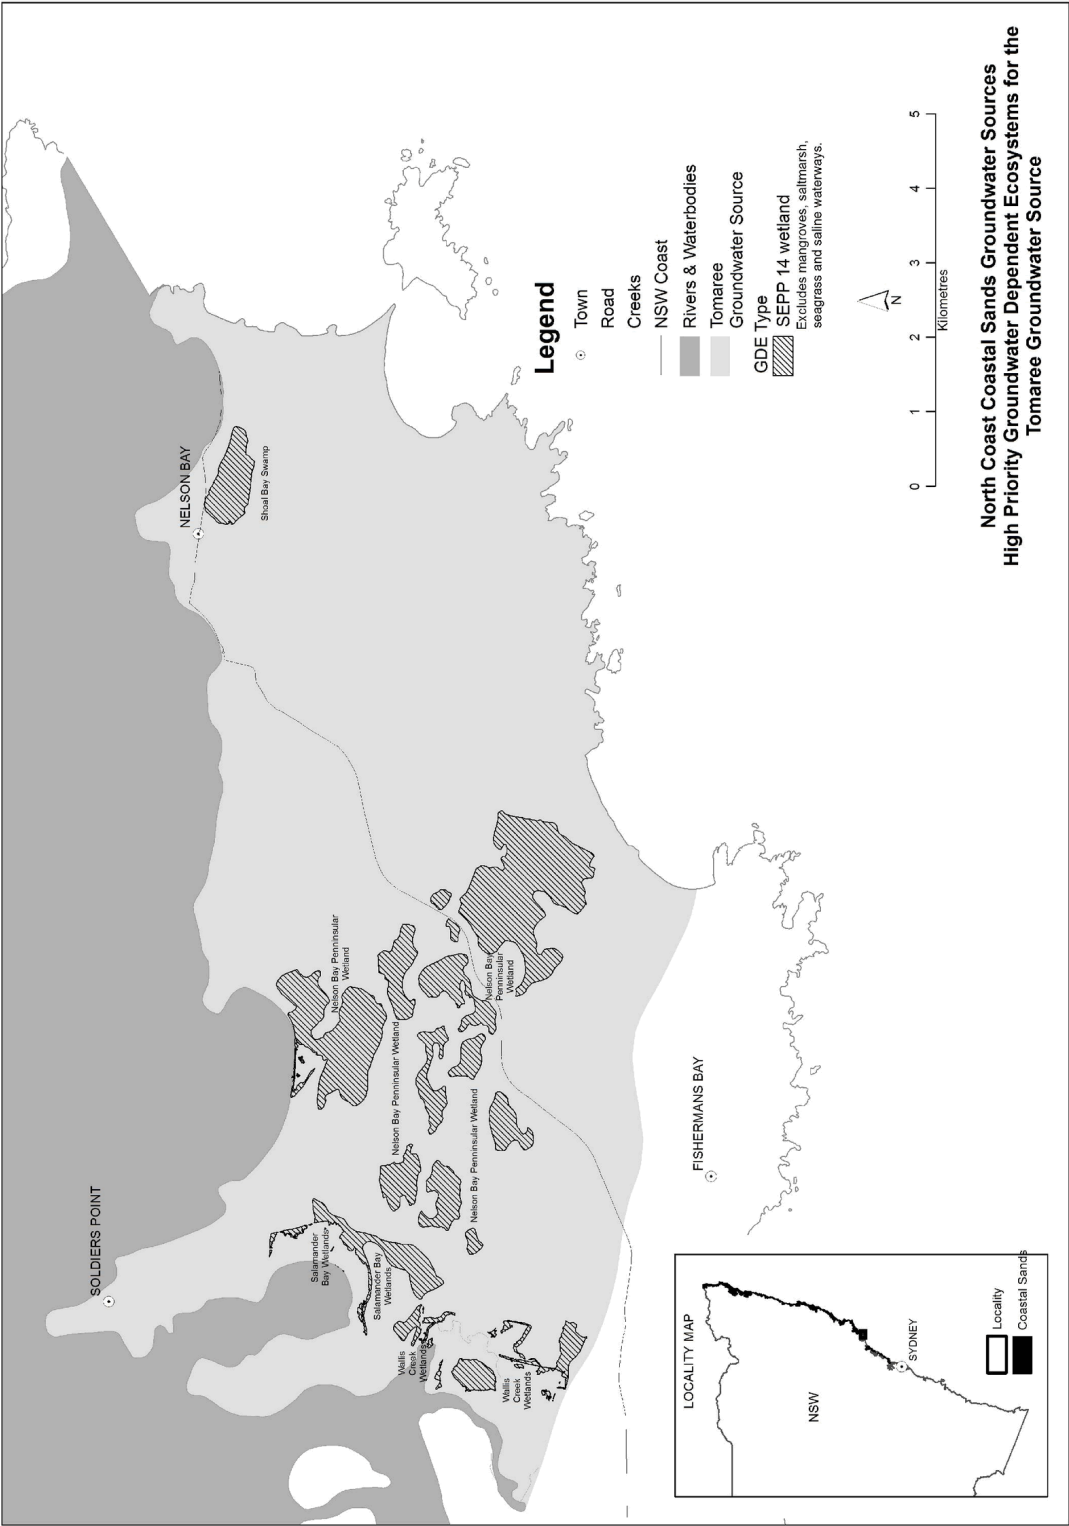 SOLDIERS POINT
NELSON BAY
Shoal Bay Swamp
Nelson Bay Penninsular
Wetland
Salamander
Bay Wetlands
Salamander Bay
Wetlands
Nelson Bay Penninsular Wetland
Nelson Bay Penninsular Wetland
Nelson Bay
Penninsular
Wetland
Wallis
Creek
Wetlands
Wallis
Creek
Wetlands
FISHERMANS BAY
Legend
Town
Road
Creeks
NSW Coast
Rivers & Waterbodies
Tomaree
Groundwater Source
GDE Type
SEPP 14 wetland
Excludes mangroves, saltmarsh,
seagrass and saline waterways.
N
0 1 2 3 4 5
Kilometres
LOCALITY MAP
NSW
SYDNEY
Locality
Coastal Sands
North Coast Coastal Sands Groundwater Sources
High Priority Groundwater Dependent Ecosystems for the
Tomaree Groundwater Source